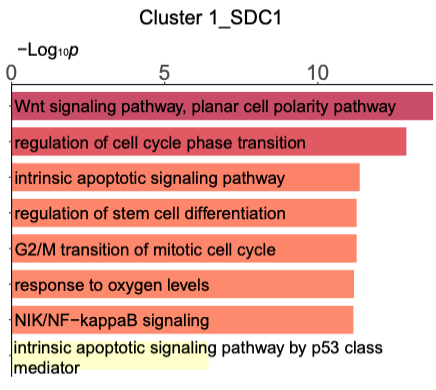 Cluster 1_SDC1
−Log₁₀p
0 5 10
Wnt signaling pathway, planar cell polarity pathway
regulation of cell cycle phase transition
intrinsic apoptotic signaling pathway
regulation of stem cell differentiation
G2/M transition of mitotic cell cycle
response to oxygen levels
NIK/NF−kappaB signaling
intrinsic apoptotic signaling pathway by p53 class
mediator